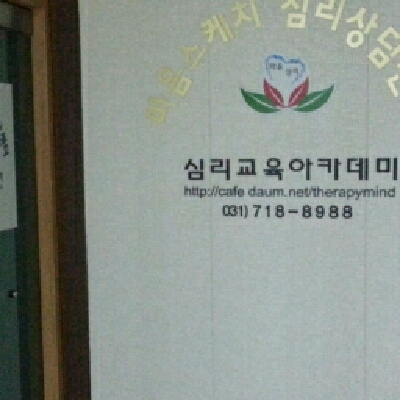 마음스케치 심리상담
심리교육아카데미
http://cafe.daum.net/therapymind
031) 718-8988